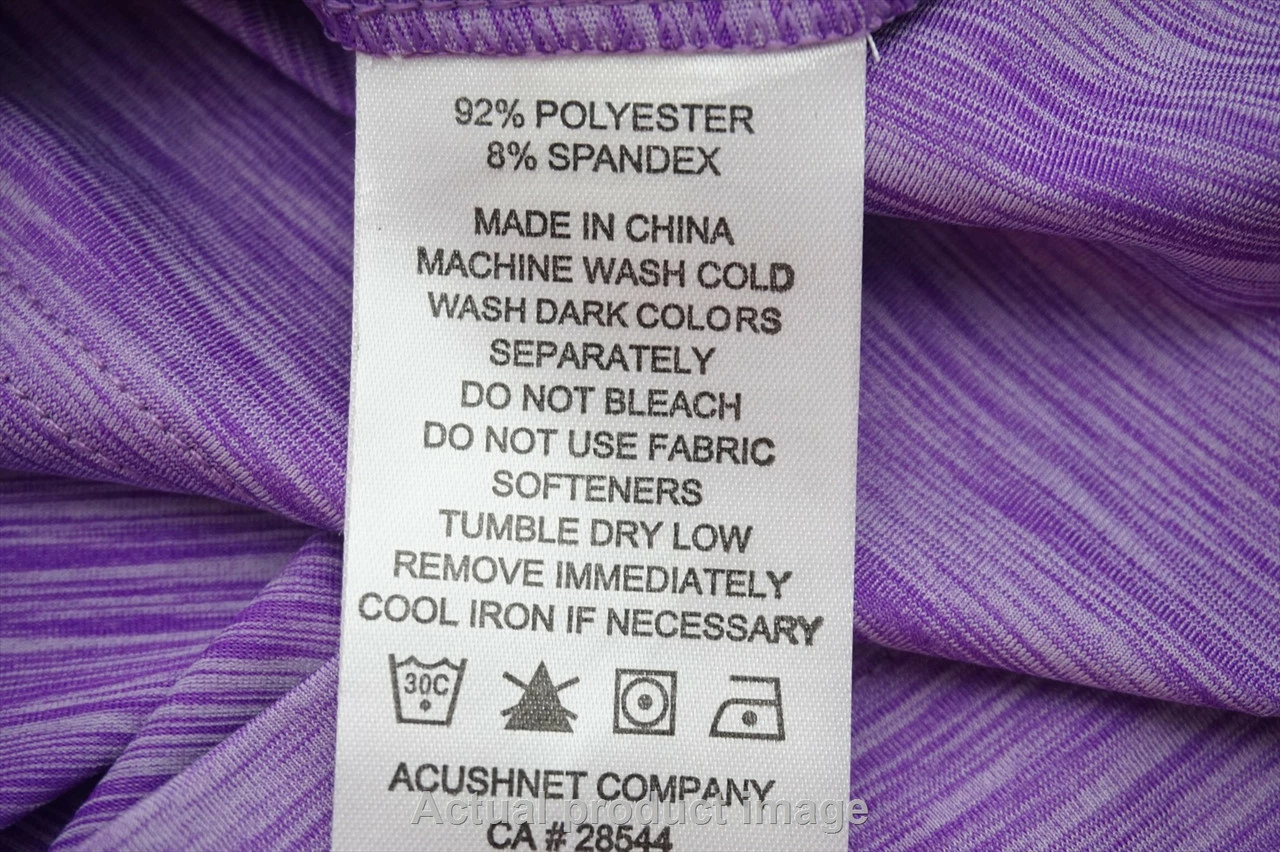 92% POLYESTER
8% SPANDEX
MADE IN CHINA
MACHINE WASH COLD
WASH DARK COLORS
SEPARATELY
DO NOT BLEACH
DO NOT USE FABRIC
SOFTENERS
TUMBLE DRY LOW
REMOVE IMMEDIATELY
COOL IRON IF NECESSARY
30C
ACUSHNET COMPANY
Actual product image
CA # 28544